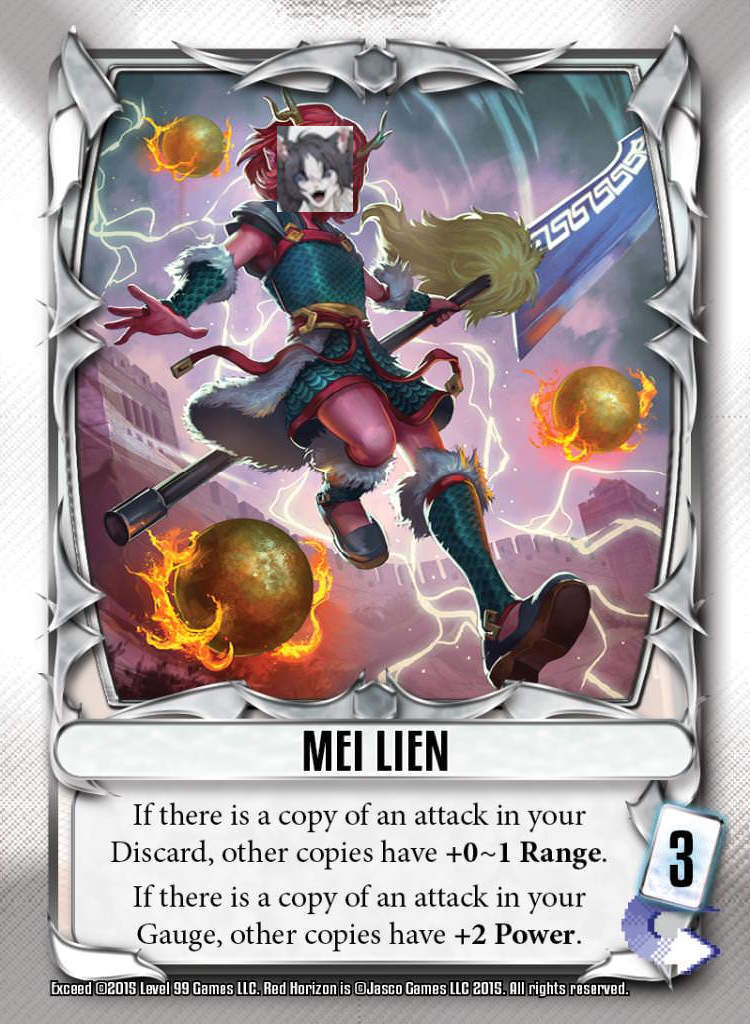 MEI LIEN
If there is a copy of an attack in your
Discard, other copies have +0~1 Range.
If there is a copy of an attack in your
Gauge, other copies have +2 Power.
3
Exceed ©2015 Level 99 Games LLC. Red Horizon is ©Jasco Games LLC 2015. All rights reserved.